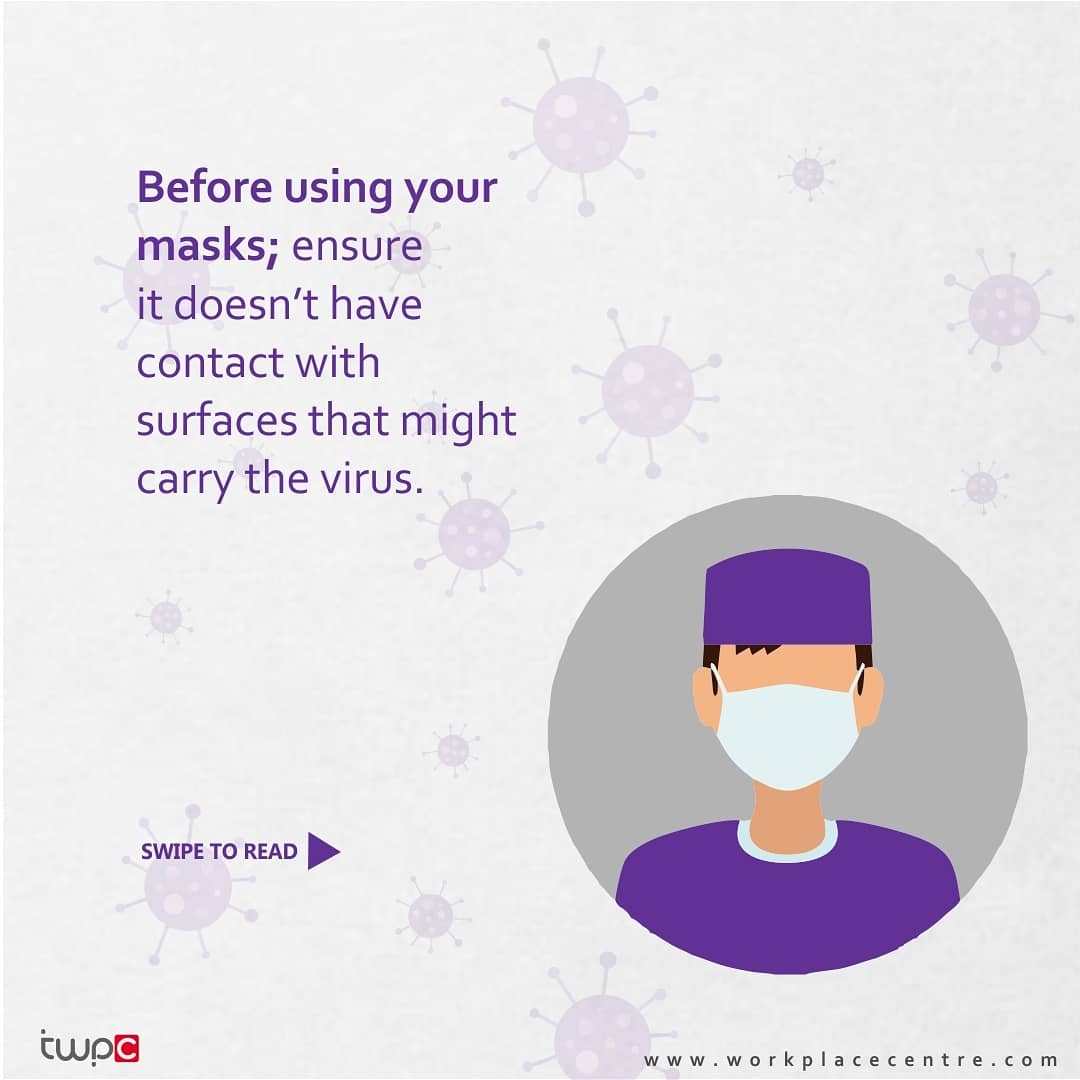 Before using your
masks; ensure
it doesn’t have
contact with
surfaces that might
carry the virus.
SWIPE TO READ
twpc
www.workplacecentre.com